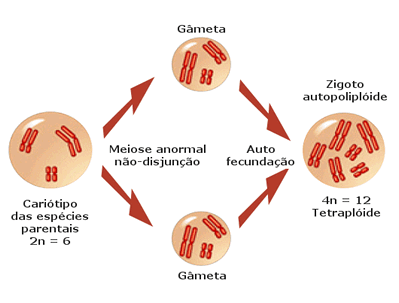 Gâmeta
Zigoto
autopoliplóide
Meiose anormal
não-disjunção
Auto
fecundação
Cariótipo
das espécies
parentais
2n = 6
4n = 12
Tetraplóide
Gâmeta